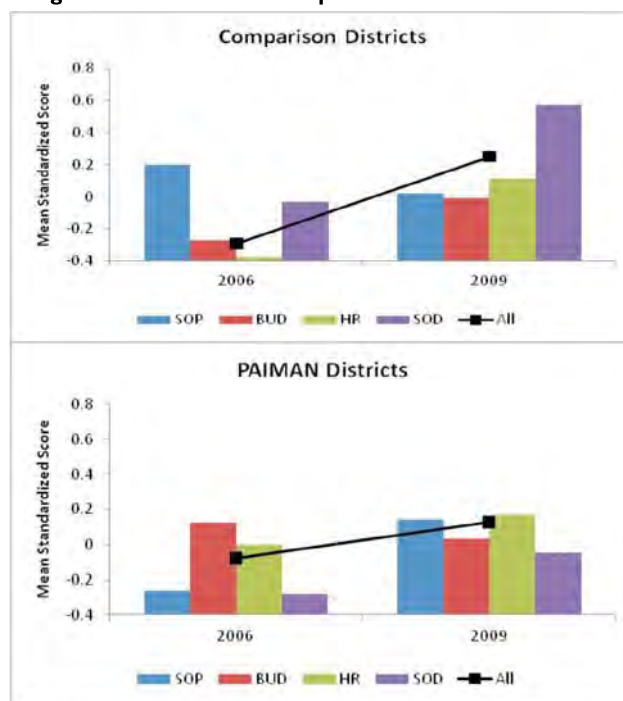 Comparison Districts
Mean Standardized Score
0.8
0.6
0.4
0.2
0
-0.2
-0.4
2006 2009
SOP BUD HR SOD All
PAIMAN Districts
Mean Standardized Score
0.8
0.6
0.4
0.2
0
-0.2
-0.4
2006 2009
SOP BUD HR SOD All